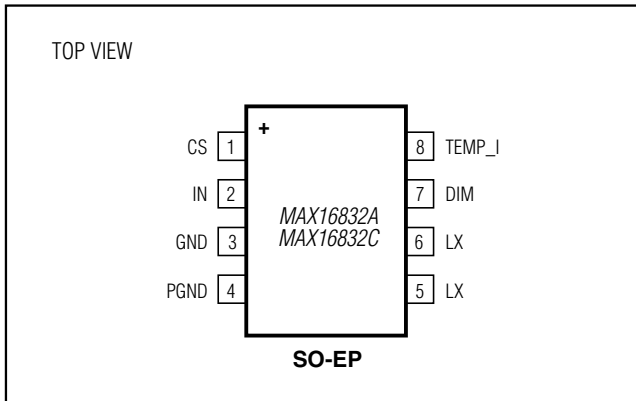 TOP VIEW
+
CS 1 8 TEMP_I
IN 2 7 DIM
MAX16832A
MAX16832C
GND 3 6 LX
PGND 4 5 LX
SO-EP